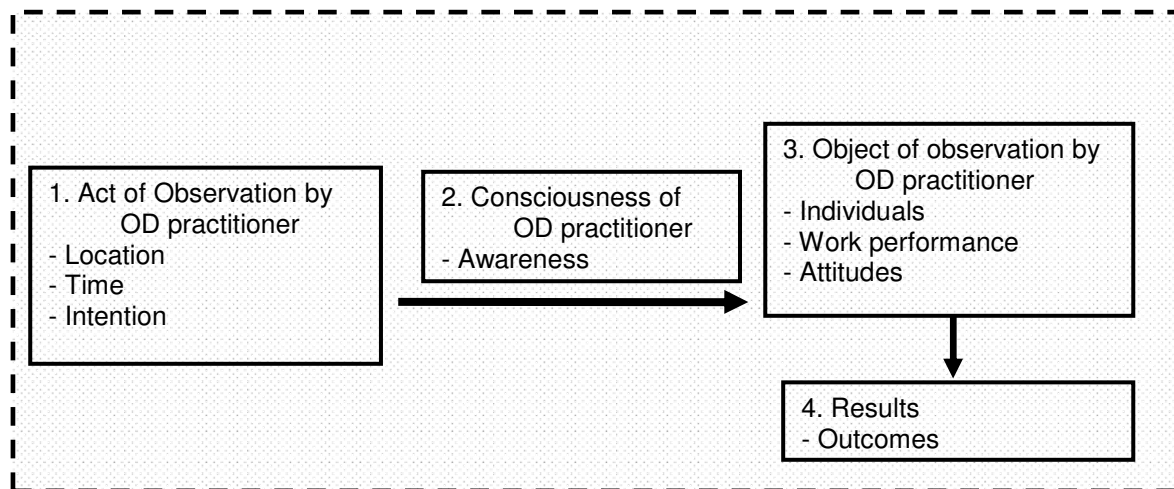 1. Act of Observation by
OD practitioner
- Location
- Time
- Intention
2. Consciousness of
OD practitioner
- Awareness
3. Object of observation by
OD practitioner
- Individuals
- Work performance
- Attitudes
4. Results
- Outcomes